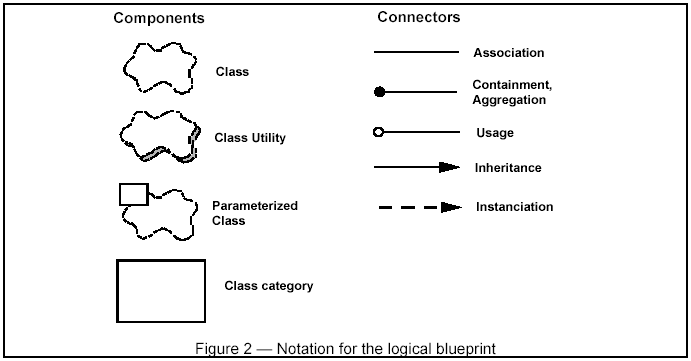 Components
Class
Class Utility
Parameterized
Class
Class category
Connectors
Association
Containment,
Aggregation
Usage
Inheritance
Instanciation
Figure 2 — Notation for the logical blueprint